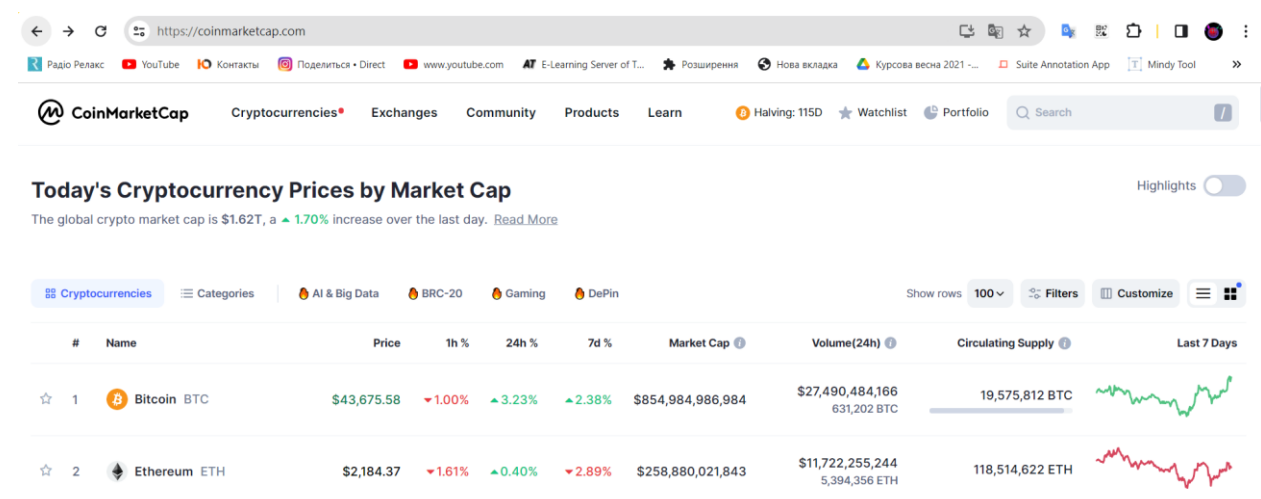 https://coinmarketcap.com
Радіо Релакс YouTube Контакты Поделиться • Direct www.youtube.com E-Learning Server of T... Розширення Нова вкладка Курсова весна 2021 -... Suite Annotation App Mindy Tool »
CoinMarketCap Cryptocurrencies Exchanges Community Products Learn Halving: 115D Watchlist Portfolio Search /
Today's Cryptocurrency Prices by Market Cap Highlights
The global crypto market cap is $1.62T, a ▲ 1.70% increase over the last day. Read More
Cryptocurrencies Categories AI & Big Data BRC-20 Gaming DePin Show rows 100 Filters Customize
# Name Price 1h % 24h % 7d % Market Cap Volume(24h) Circulating Supply Last 7 Days
1 Bitcoin BTC $43,675.58 ▼1.00% ▲3.23% ▲2.38% $854,984,986,984 $27,490,484,166 19,575,812 BTC
631,202 BTC
2 Ethereum ETH $2,184.37 ▼1.61% ▲0.40% ▼2.89% $258,880,021,843 $11,722,255,244 118,514,622 ETH
5,394,356 ETH